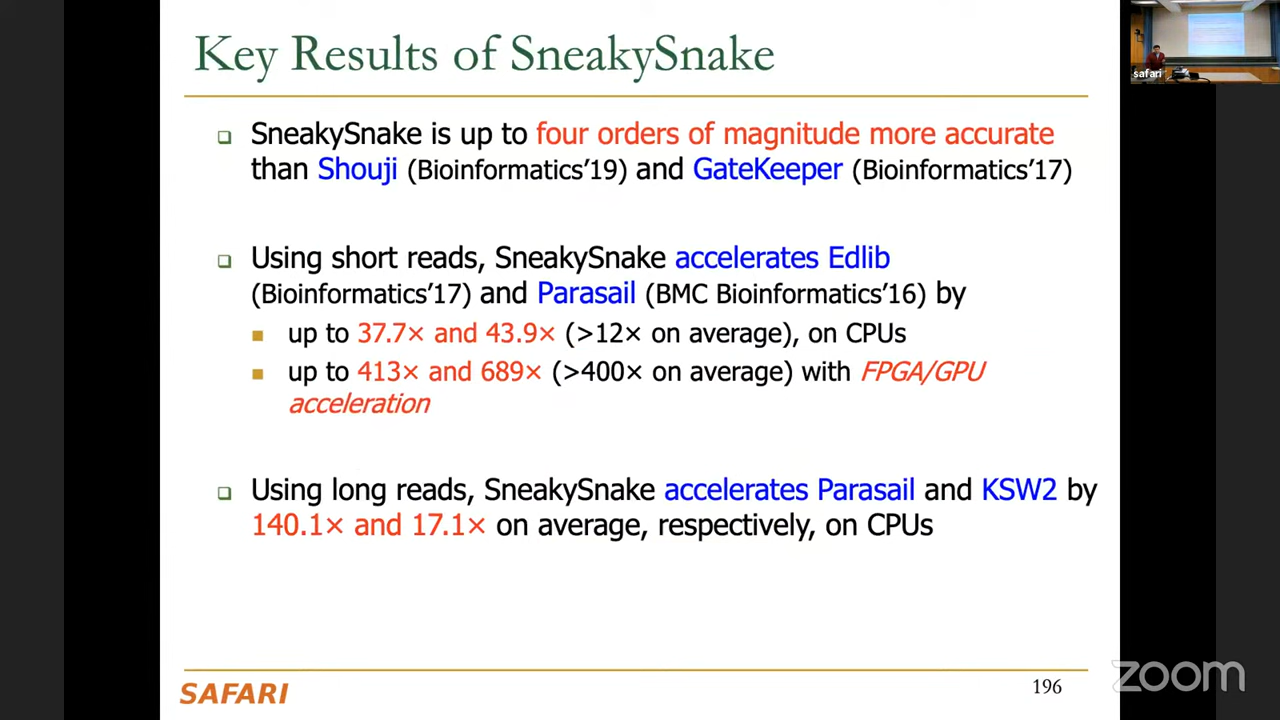 Key Results of SneakySnake
SneakySnake is up to four orders of magnitude more accurate
than Shouji (Bioinformatics’19) and GateKeeper (Bioinformatics’17)
Using short reads, SneakySnake accelerates Edlib
(Bioinformatics’17) and Parasail (BMC Bioinformatics’16) by
up to 37.7× and 43.9× (>12× on average), on CPUs
up to 413× and 689× (>400× on average) with FPGA/GPU
acceleration
Using long reads, SneakySnake accelerates Parasail and KSW2 by
140.1× and 17.1× on average, respectively, on CPUs
SAFARI
196
zoom
safari